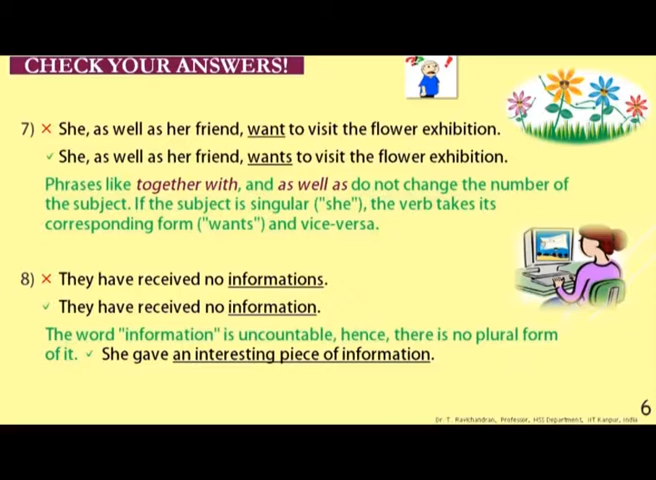 CHECK YOUR ANSWERS!
7) × She, as well as her friend, want to visit the flower exhibition.
✓ She, as well as her friend, wants to visit the flower exhibition.
Phrases like together with, and as well as do not change the number of
the subject. If the subject is singular ("she"), the verb takes its
corresponding form ("wants") and vice-versa.
8) × They have received no informations.
✓ They have received no information.
The word "information" is uncountable, hence, there is no plural form
of it. ✓ She gave an interesting piece of information.
6
Dr. T. Ravichandran, Professor, HSS Department, IIT Kanpur, India